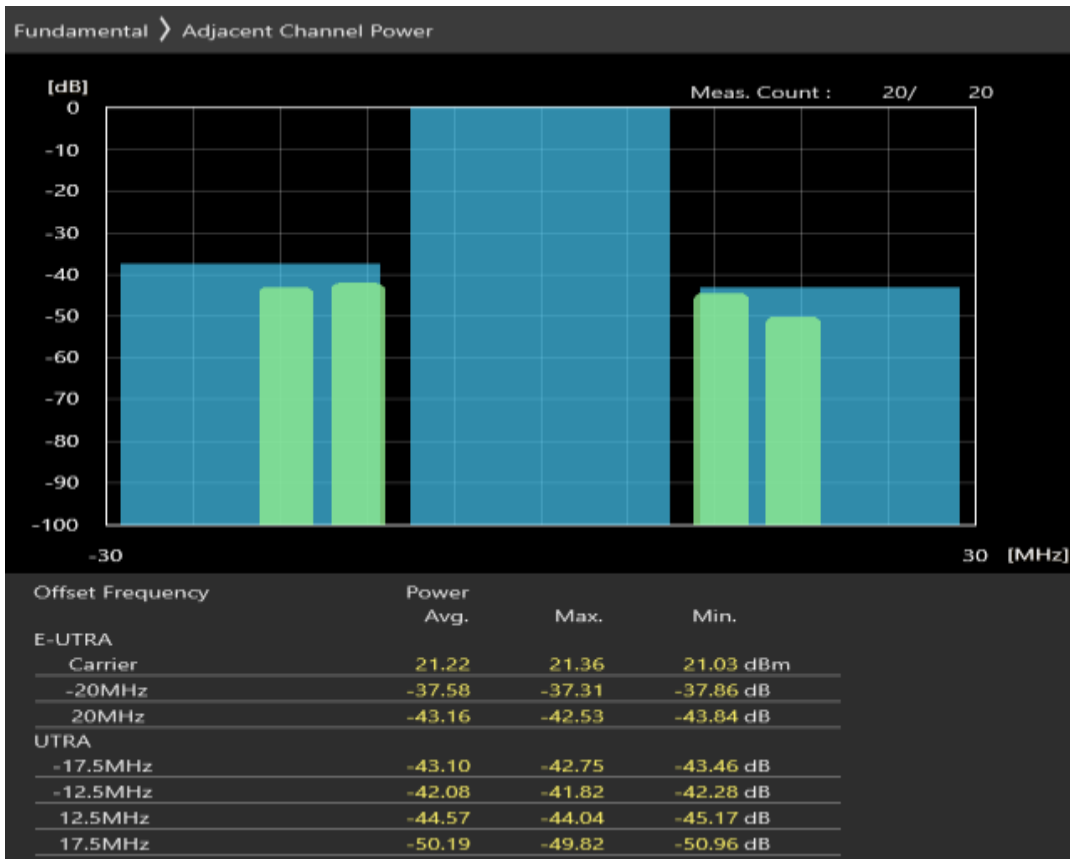 Fundamental 〉 Adjacent Channel Power
[dB]
Meas. Count : 20/ 20
0
-10
-20
-30
-40
-50
-60
-70
-80
-90
-100
-30 30 [MHz]
Offset Frequency Power
Avg. Max. Min.
E-UTRA
Carrier 21.22 21.36 21.03 dBm
-20MHz -37.58 -37.31 -37.86 dB
20MHz -43.16 -42.53 -43.84 dB
UTRA
-17.5MHz -43.10 -42.75 -43.46 dB
-12.5MHz -42.08 -41.82 -42.28 dB
12.5MHz -44.57 -44.04 -45.17 dB
17.5MHz -50.19 -49.82 -50.96 dB